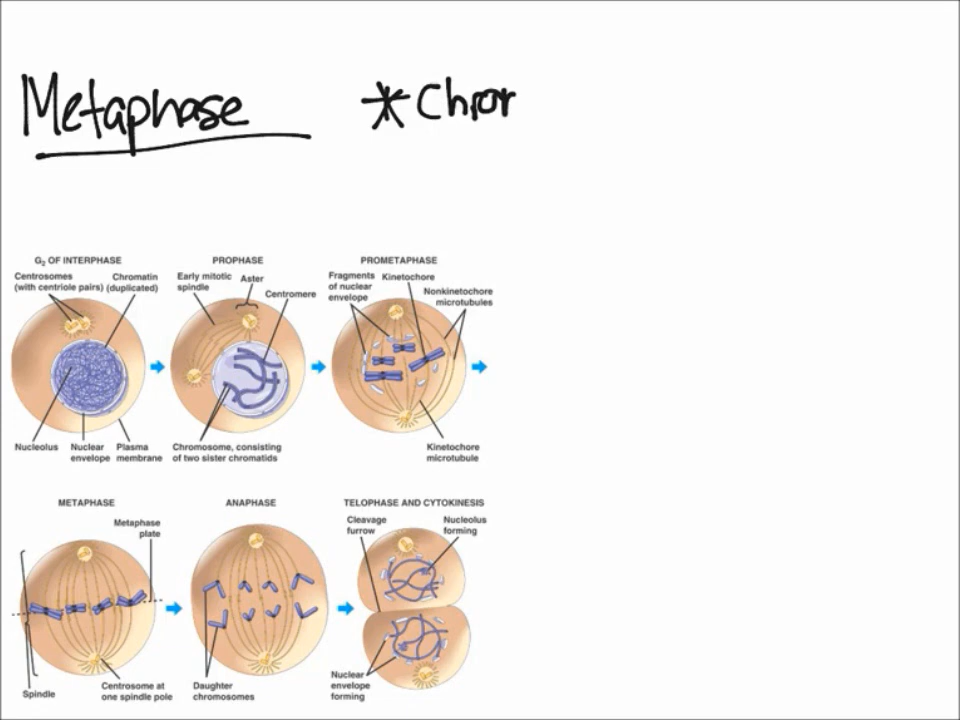 Metaphase * Chror
G₂ OF INTERPHASE
Centrosomes
(with centriole pairs)
Chromatin
(duplicated)
Nucleolus
Nuclear
envelope
Plasma
membrane
PROPHASE
Early mitotic
spindle
Aster
Centromere
Chromosome, consisting
of two sister chromatids
PROMETAPHASE
Fragments
of nuclear
envelope
Kinetochore
Nonkinetochore
microtubules
Kinetochore
microtubule
METAPHASE
Metaphase
plate
Spindle
Centrosome at
one spindle pole
ANAPHASE
Daughter
chromosomes
TELOPHASE AND CYTOKINESIS
Cleavage
furrow
Nucleolus
forming
Nuclear
envelope
forming